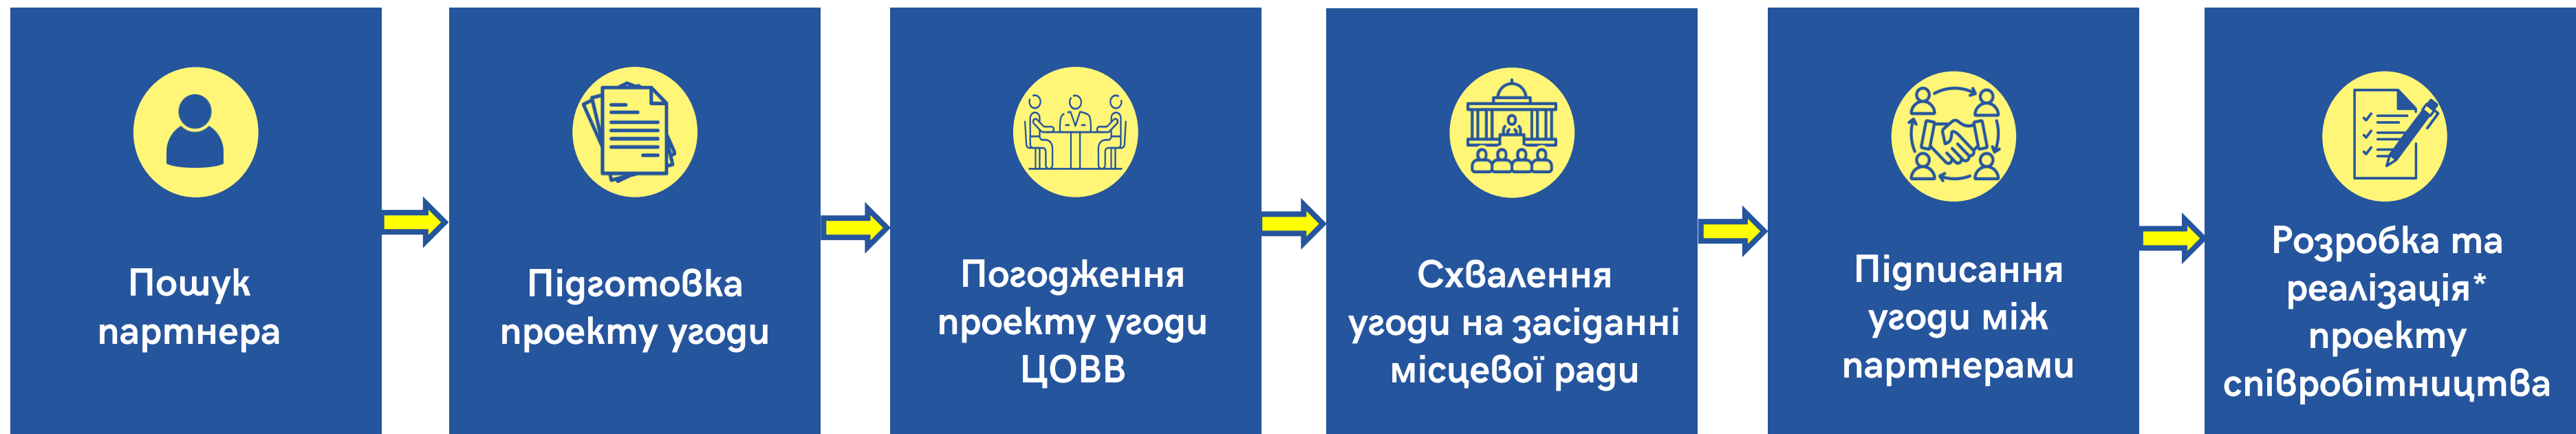 Пошук
партнера
Підготовка
проекту угоди
Погодження
проекту угоди
ЦОВВ
Схвалення
угоди на засіданні
місцевої ради
Підписання
угоди між
партнерами
Розробка та
реалізація*
проекту
співробітництва